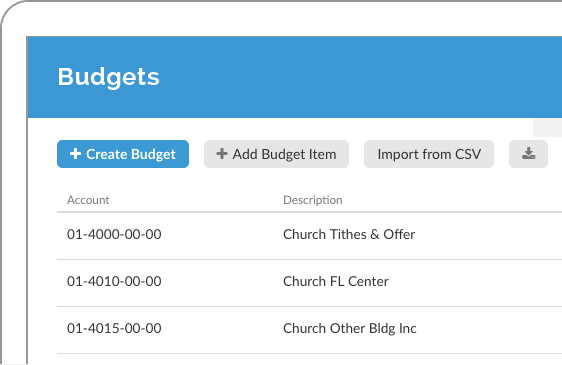 Budgets
Create Budget Add Budget Item Import from CSV
Account Description
01-4000-00-00 Church Tithes & Offer
01-4010-00-00 Church FL Center
01-4015-00-00 Church Other Bldg Inc